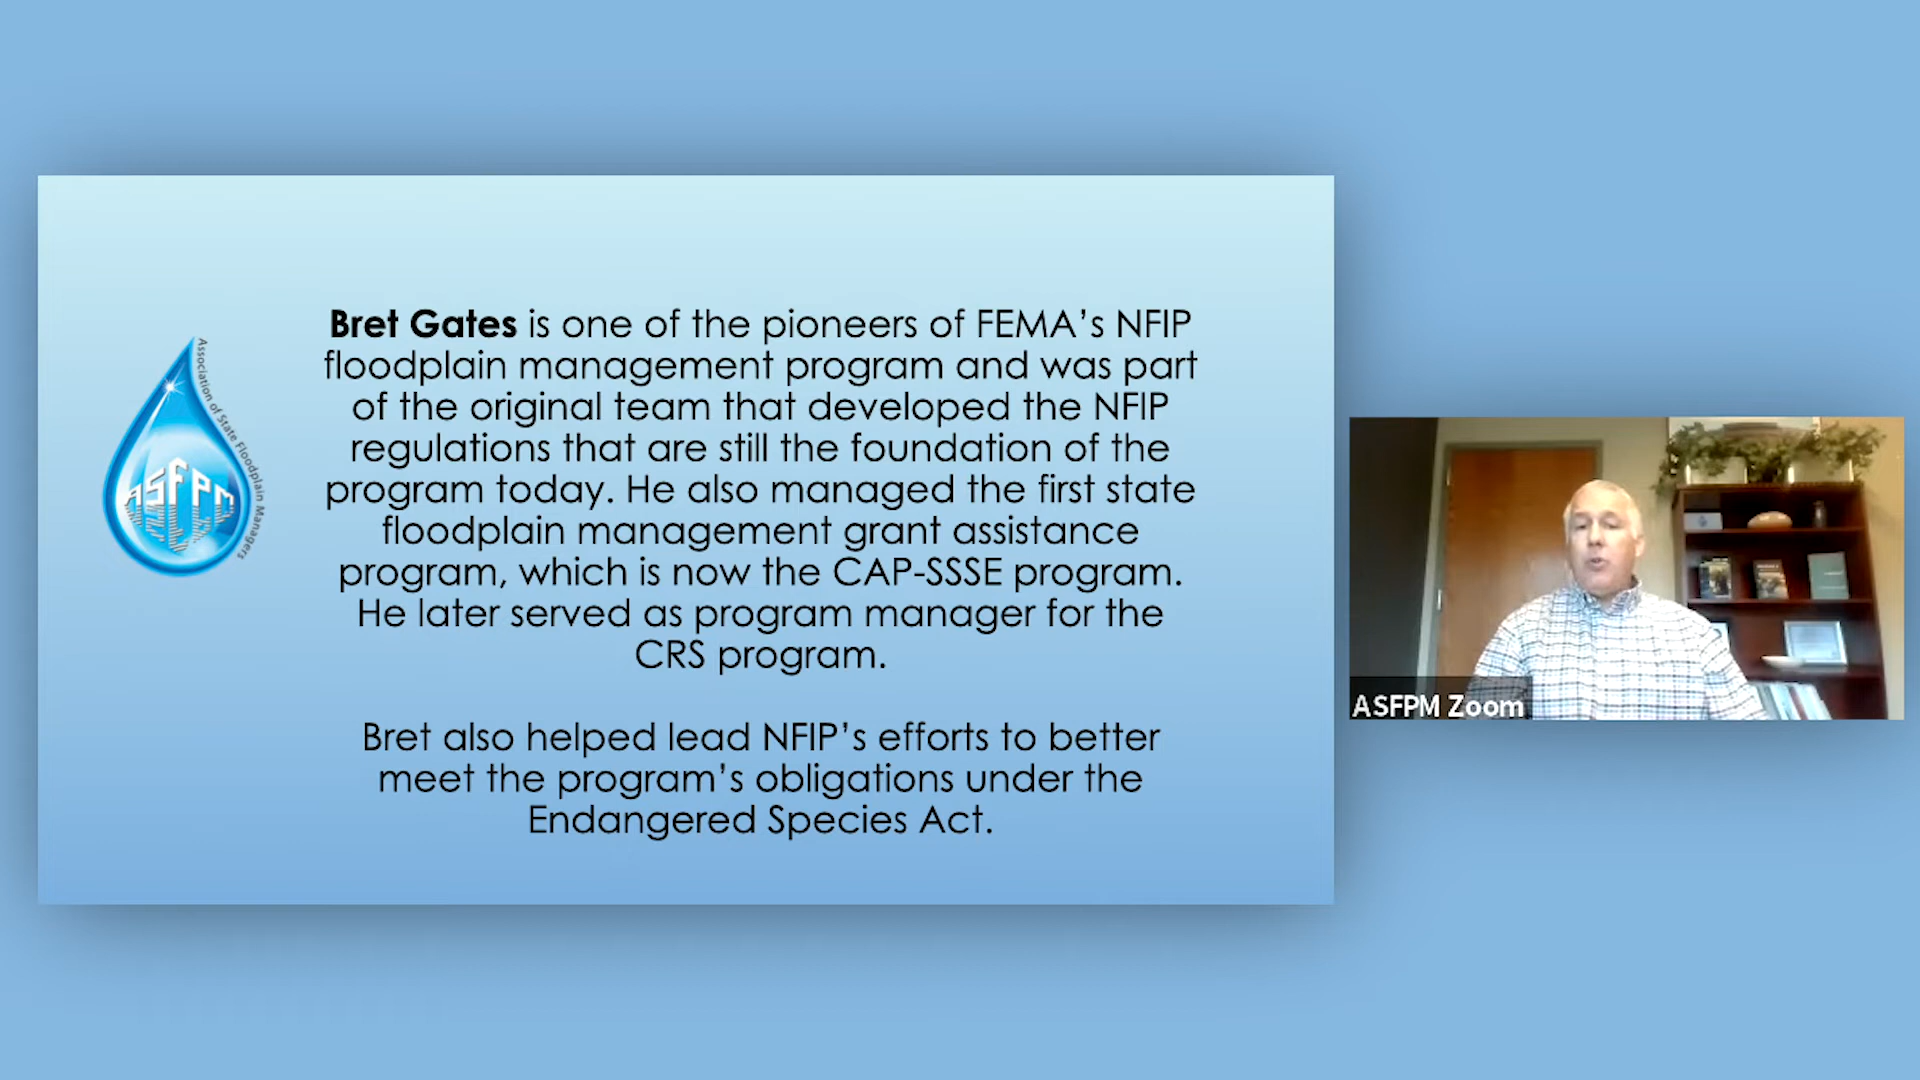 Bret Gates is one of the pioneers of FEMA's NFIP
floodplain management program and was part
of the original team that developed the NFIP
regulations that are still the foundation of the
program today. He also managed the first state
floodplain management grant assistance
program, which is now the CAP-SSSE program.
He later served as program manager for the
CRS program.
Bret also helped lead NFIP's efforts to better
meet the program's obligations under the
Endangered Species Act.
Association of State Floodplain Managers
ASFPM
ASFPM Zoom